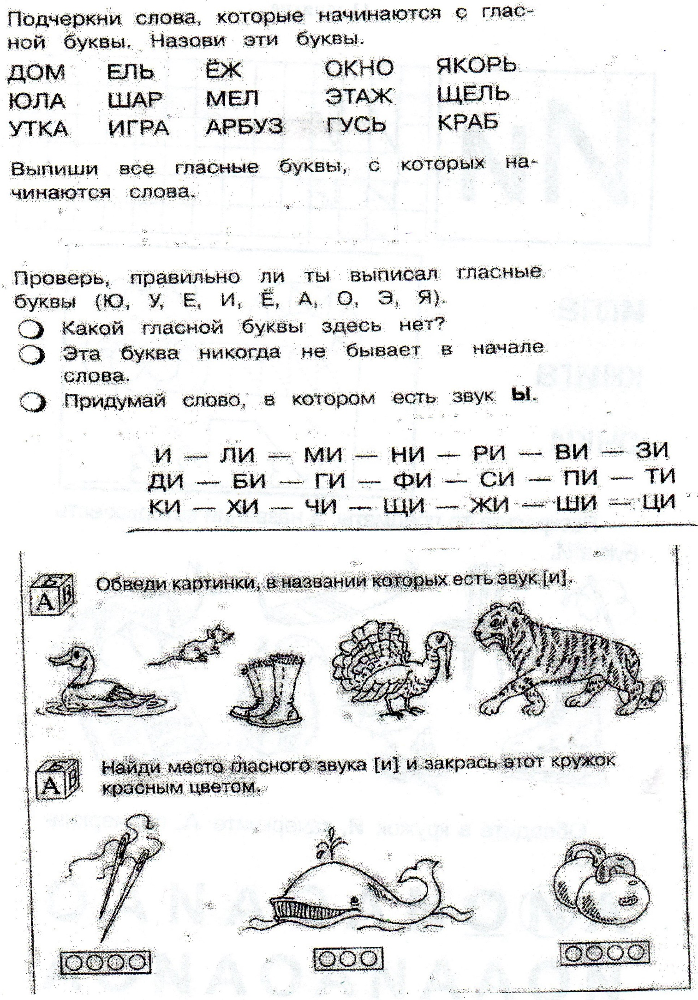 Подчеркни слова, которые начинаются с глас-
ной буквы. Назови эти буквы.
ДОМ ЕЛЬ ЁЖ ОКНО ЯКОРЬ
ЮЛА ШАР МЕЛ ЭТАЖ ЩЕЛЬ
УТКА ИГРА АРБУЗ ГУСЬ КРАБ
Выпиши все гласные буквы, с которых на-
чинаются слова.
Проверь, правильно ли ты выписал гласные
буквы (Ю, У, Е, И, Ё, А, О, Э, Я).
Какой гласной буквы здесь нет?
Эта буква никогда не бывает в начале
слова.
Придумай слово, в котором есть звук Ы.
И — ЛИ — МИ — НИ — РИ — ВИ — ЗИ
ДИ — БИ — ГИ — ФИ — СИ — ПИ — ТИ
КИ — ХИ — ЧИ — ЩИ — ЖИ — ШИ — ЦИ
А Б В
Обведи картинки, в названии которых есть звук [и].
А Б В
Найди место гласного звука [и] и закрась этот кружок
красным цветом.